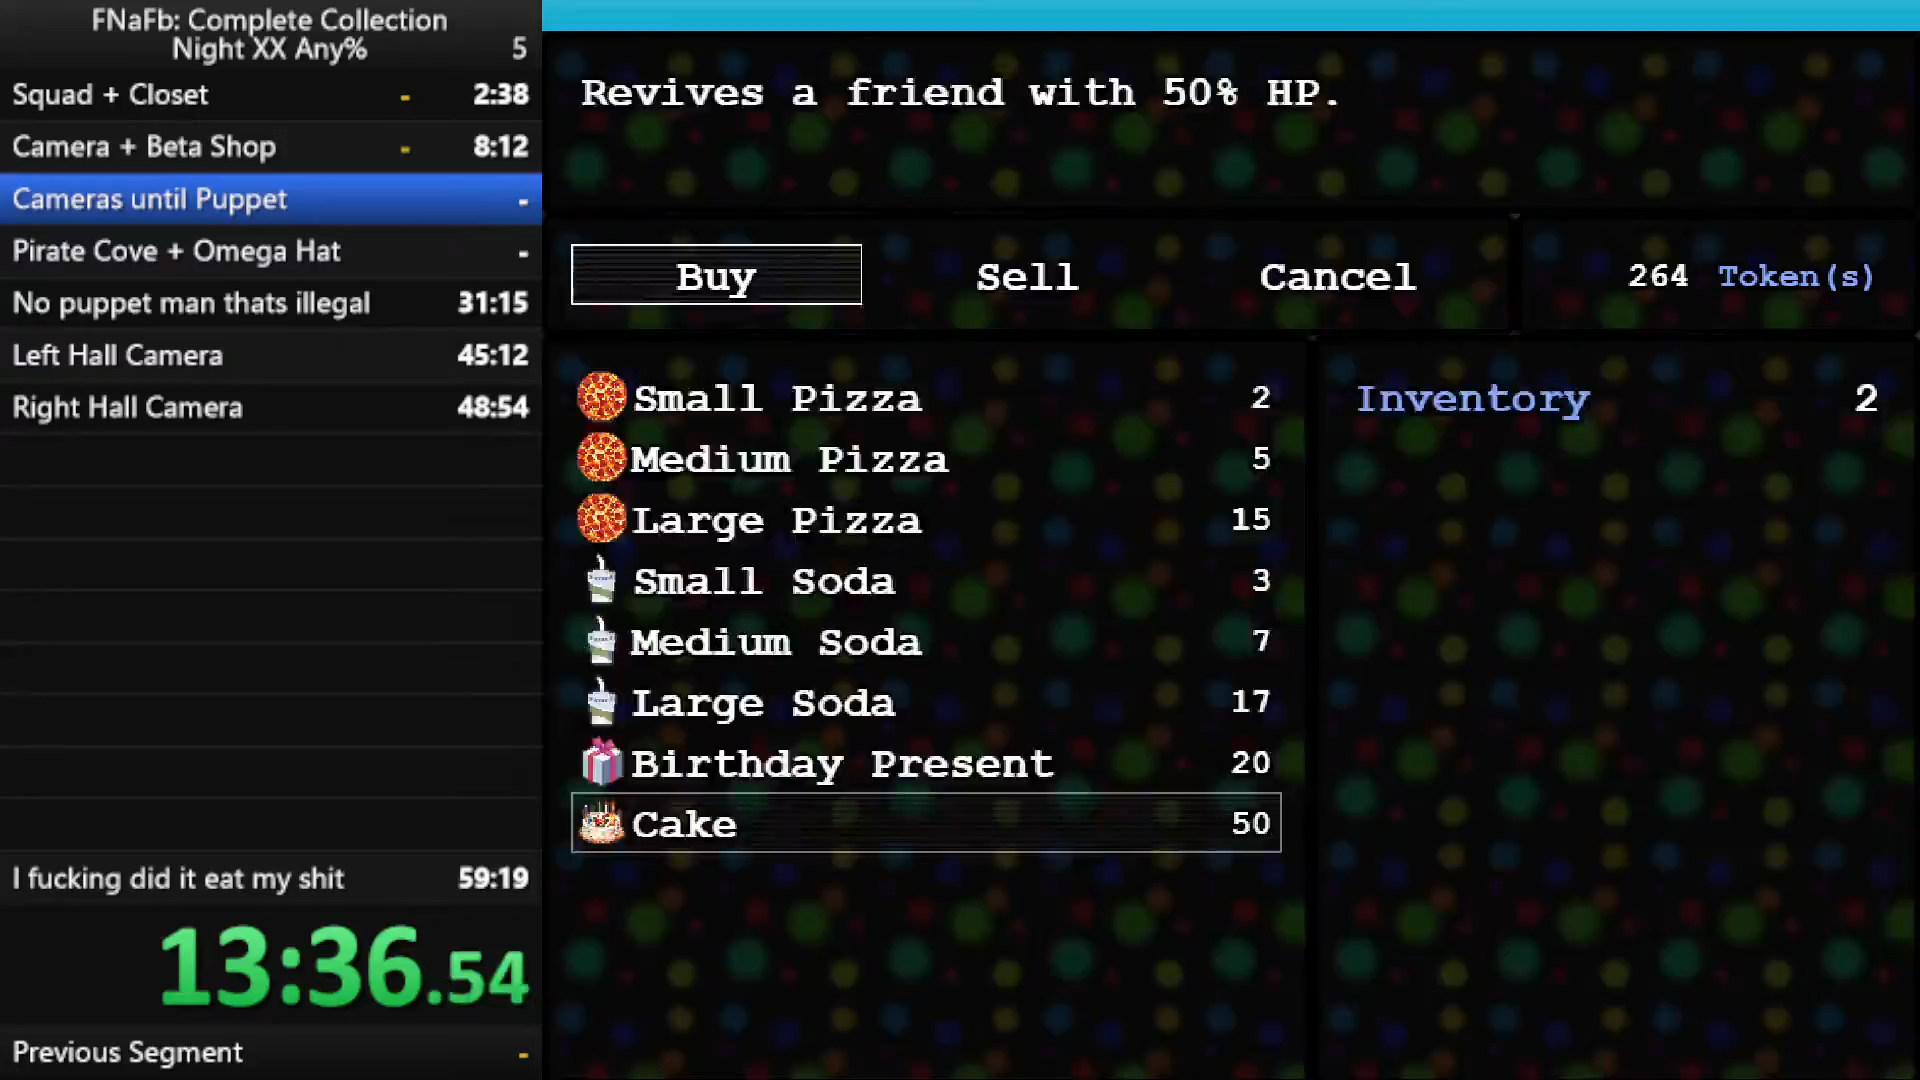 FNaFb: Complete Collection
Night XX Any% 5
Squad + Closet - 2:38
Camera + Beta Shop - 8:12
Cameras until Puppet -
Pirate Cove + Omega Hat -
No puppet man thats illegal 31:15
Left Hall Camera 45:12
Right Hall Camera 48:54
I fucking did it eat my shit 59:19
13:36.54
Previous Segment -
Revives a friend with 50% HP.
Buy Sell Cancel 264 Token(s)
Small Pizza 2
Medium Pizza 5
Large Pizza 15
Small Soda 3
Medium Soda 7
Large Soda 17
Birthday Present 20
Cake 50
Inventory 2